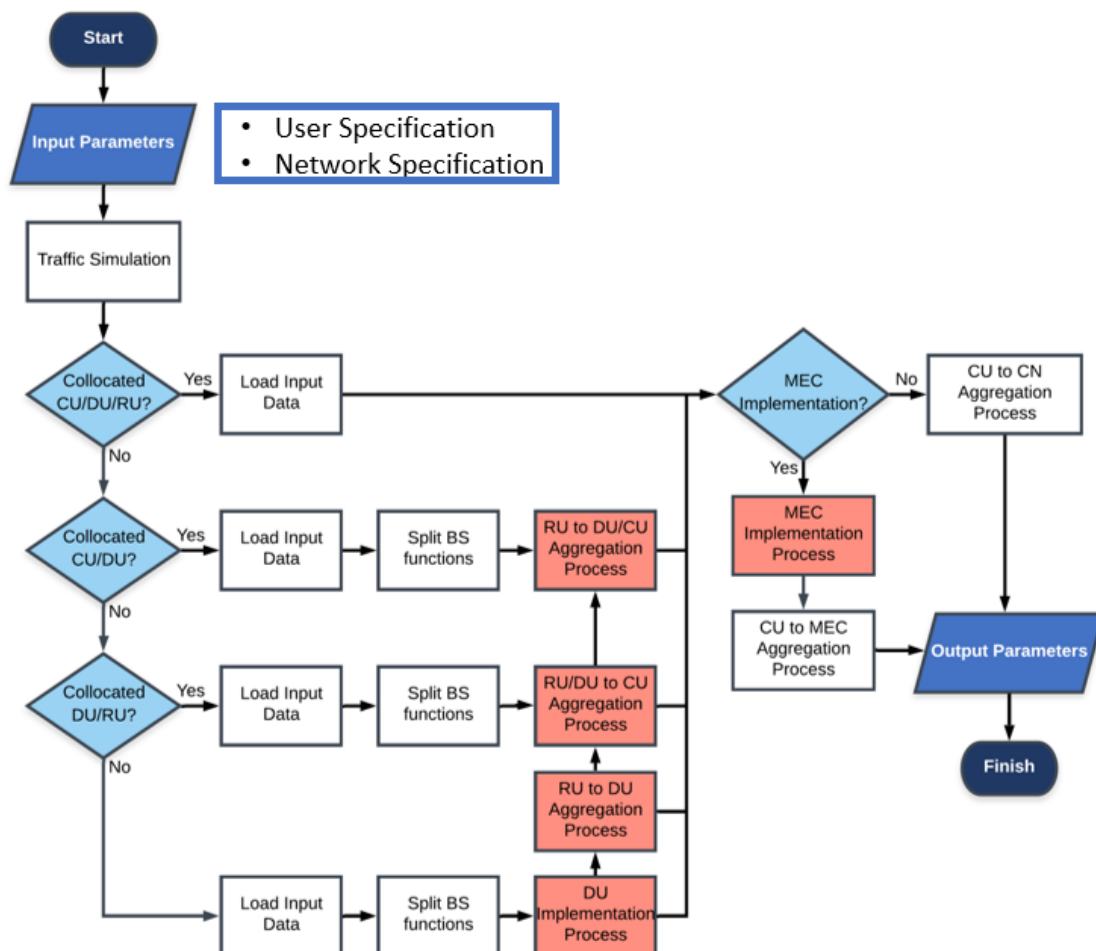 Start
Input Parameters
• User Specification
• Network Specification
Traffic Simulation
Collocated
CU/DU/RU?
Yes
Load Input
Data
MEC
Implementation?
No
CU to CN
Aggregation
Process
No
Yes
Collocated
CU/DU?
Yes
Load Input
Data
Split BS
functions
RU to DU/CU
Aggregation
Process
MEC
Implementation
Process
No
CU to MEC
Aggregation
Process
Output Parameters
Collocated
DU/RU?
Yes
Load Input
Data
Split BS
functions
RU/DU to CU
Aggregation
Process
No
Finish
RU to DU
Aggregation
Process
Load Input
Data
Split BS
functions
DU
Implementation
Process